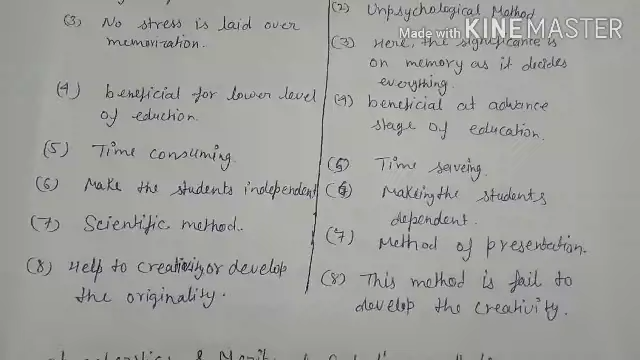 (3) No stress is laid over
memorization.
(4) beneficial for lower level
of eduction.
(5) Time consuming.
(6) Make the students independent
(7) Scientific method.
(8) Help to creativity or develop
the originality.
(2) Unpsychological Method
(3) Here, the significance is
on memory as it decides
everything.
(4) beneficial at advance
stage of education.
(5) Time serveing.
(6) Making the students
dependent.
(7) Method of presentation.
(8) This method is fail to
develop the creativity.
Made with KINEMASTER